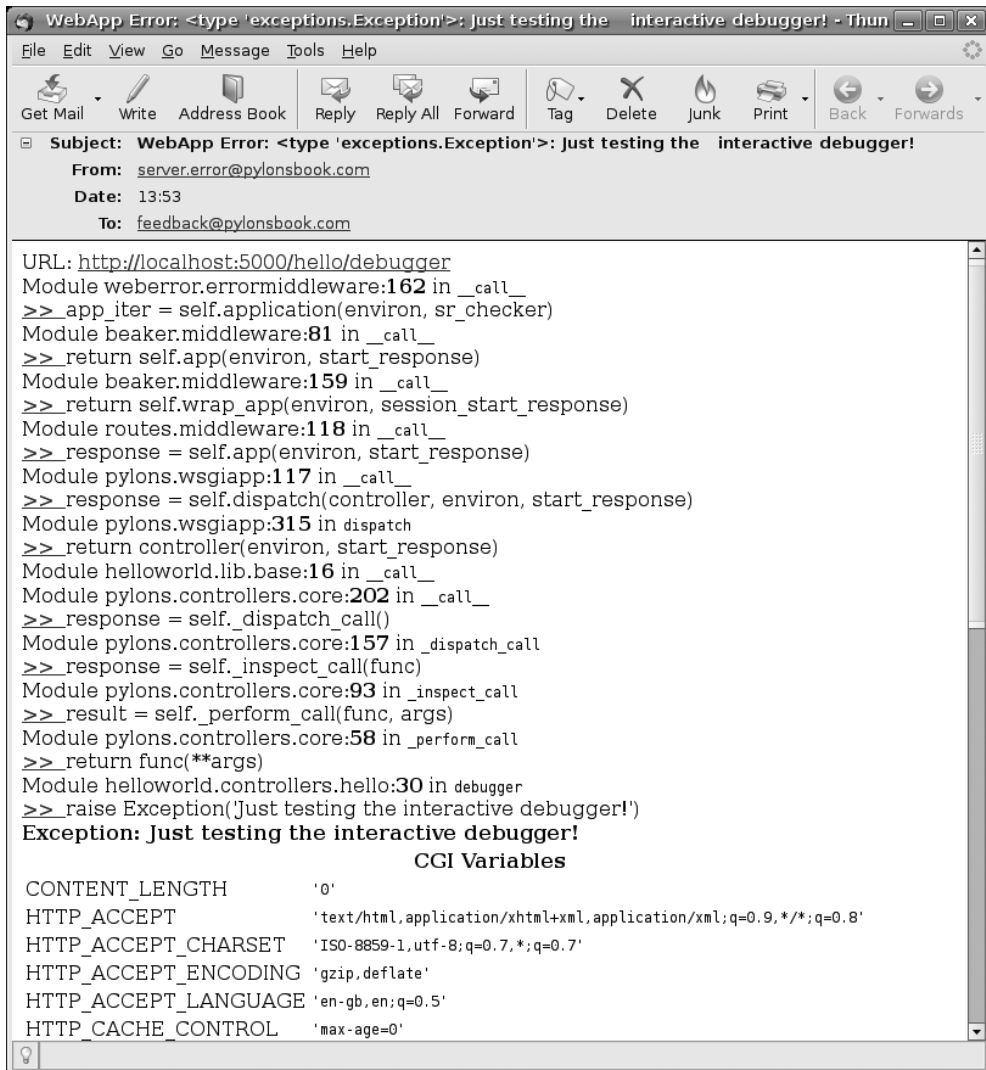 WebApp Error: <type 'exceptions.Exception'>: Just testing the interactive debugger! - Thun
File Edit View Go Message Tools Help
Get Mail Write Address Book Reply Reply All Forward Tag Delete Junk Print Back Forwards
Subject: WebApp Error: <type 'exceptions.Exception'>: Just testing the interactive debugger!
From: server.error@pylonsbook.com
Date: 13:53
To: feedback@pylonsbook.com
URL: http://localhost:5000/hello/debugger
Module weberror.errormiddleware:162 in __call__
>> app_iter = self.application(environ, sr_checker)
Module beaker.middleware:81 in __call__
>> return self.app(environ, start_response)
Module beaker.middleware:159 in __call__
>> return self.wrap_app(environ, session_start_response)
Module routes.middleware:118 in __call__
>> response = self.app(environ, start_response)
Module pylons.wsgiapp:117 in __call__
>> response = self.dispatch(controller, environ, start_response)
Module pylons.wsgiapp:315 in dispatch
>> return controller(environ, start_response)
Module helloworld.lib.base:16 in __call__
Module pylons.controllers.core:202 in __call__
>> response = self._dispatch_call()
Module pylons.controllers.core:157 in _dispatch_call
>> response = self._inspect_call(func)
Module pylons.controllers.core:93 in _inspect_call
>> result = self._perform_call(func, args)
Module pylons.controllers.core:58 in _perform_call
>> return func(**args)
Module helloworld.controllers.hello:30 in debugger
>> raise Exception('Just testing the interactive debugger!')
Exception: Just testing the interactive debugger!
CGI Variables
CONTENT_LENGTH '0'
HTTP_ACCEPT 'text/html,application/xhtml+xml,application/xml;q=0.9,*/*;q=0.8'
HTTP_ACCEPT_CHARSET 'ISO-8859-1,utf-8;q=0.7,*;q=0.7'
HTTP_ACCEPT_ENCODING 'gzip,deflate'
HTTP_ACCEPT_LANGUAGE 'en-gb,en;q=0.5'
HTTP_CACHE_CONTROL 'max-age=0'